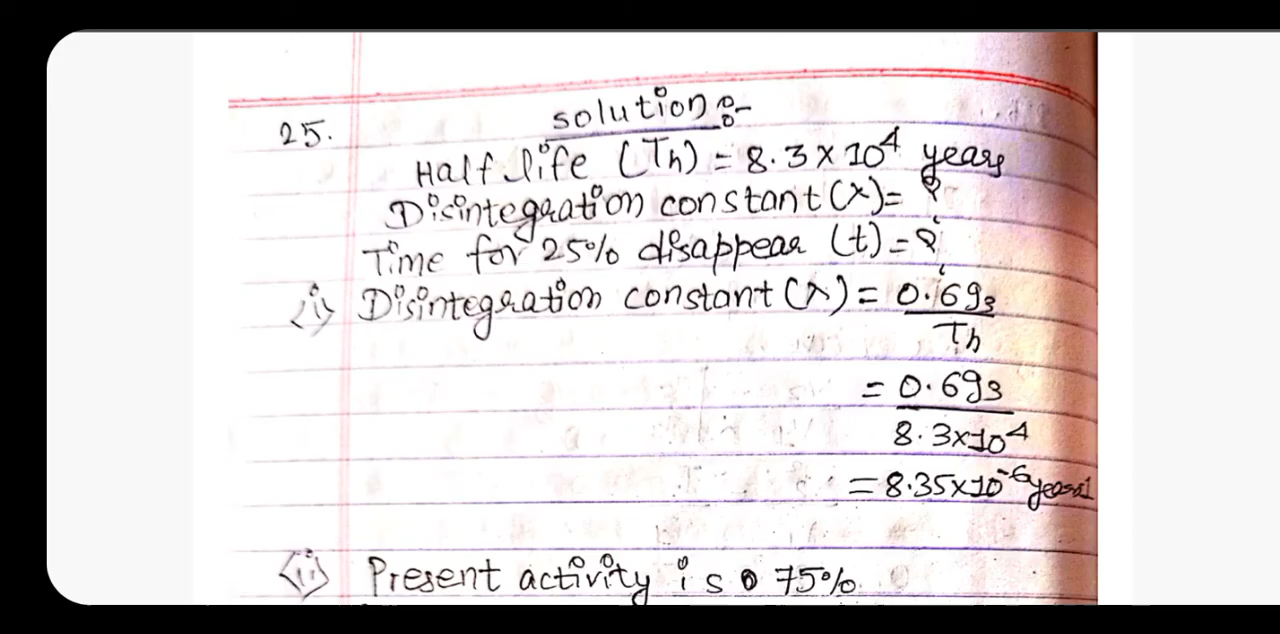 solution :-
25.
Half life (Th) = 8.3 × 10⁴ years
Disintegration constant (λ) = ?
Time for 25% disappear (t) = ?
(i) Disintegration constant (λ) = 0.693
Th
= 0.693
8.3×10⁴
= 8.35×10⁻⁶ year⁻¹
(ii) Present activity is 75%